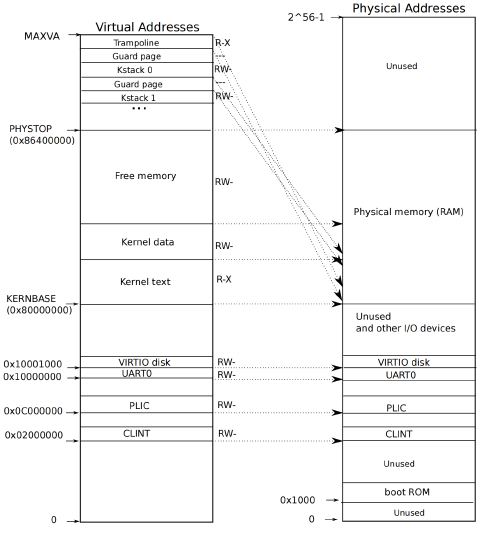 Virtual Addresses
MAXVA
Trampoline
R-X
Guard page
---
Kstack 0
RW-
Guard page
---
Kstack 1
RW-
...
PHYSTOP
(0x86400000)
Free memory
RW-
Kernel data
RW-
Kernel text
R-X
KERNBASE
(0x80000000)
0x10001000
VIRTIO disk
RW-
0x10000000
UART0
RW-
0x0C000000
PLIC
RW-
0x02000000
CLINT
RW-
0
Physical Addresses
2^56-1
Unused
Physical memory (RAM)
Unused
and other I/O devices
VIRTIO disk
UART0
PLIC
CLINT
Unused
boot ROM
0x1000
Unused
0